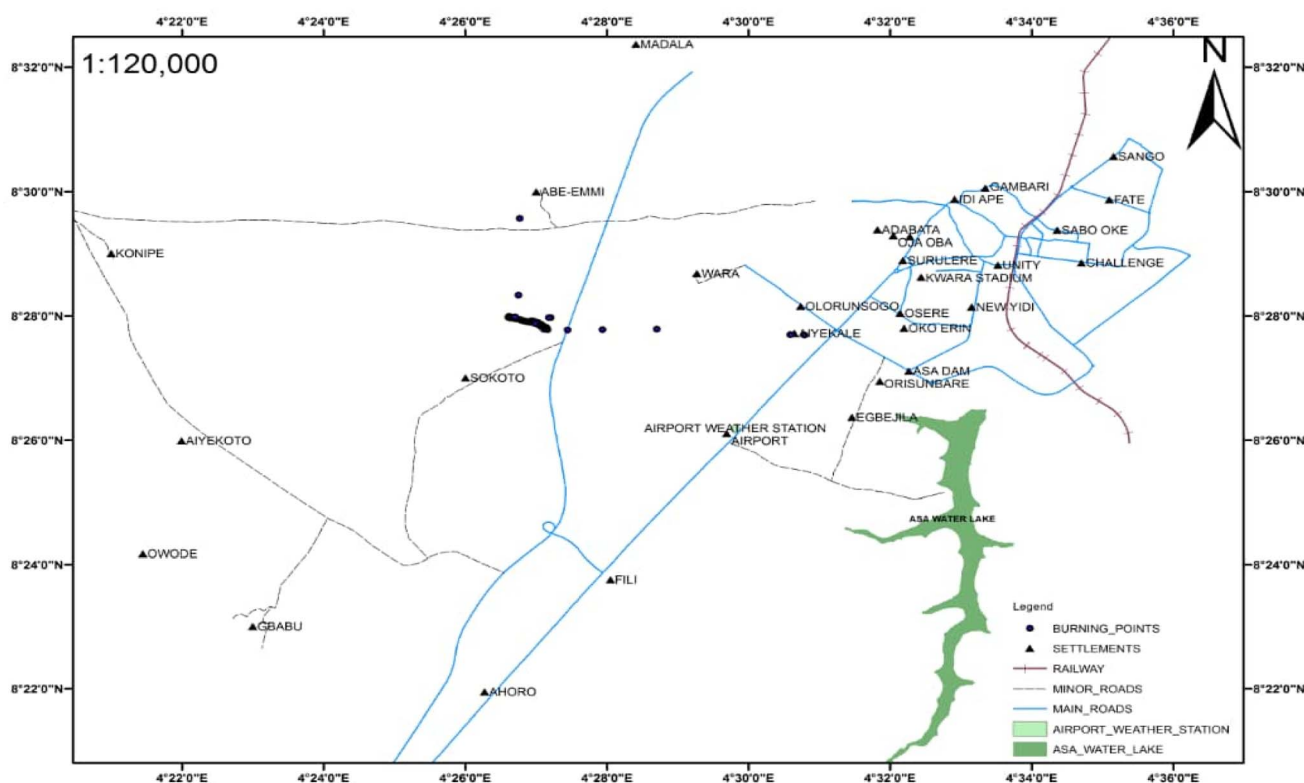 4°22'0"E 4°24'0"E 4°26'0"E 4°28'0"E 4°30'0"E 4°32'0"E 4°34'0"E 4°36'0"E
1:120,000
MADALA
N
8°32'0"N 8°32'0"N
SANGO
8°30'0"N ABE-EMMI GAMBARI 8°30'0"N
IDI APE FATE
ADABATA SABO OKE
OJA OBA
KONIPE SURULERE UNITY CHALLENGE
WARA KWARA STADIUM
OLORUNSOGO OSERE NEW YIDI
8°28'0"N 8°28'0"N
AIYEKALE OKO ERIN
SOKOTO ASA DAM
ORISUNBARE
EGBEJILA
AIRPORT WEATHER STATION
8°26'0"N AIYEKOTO AIRPORT 8°26'0"N
ASA WATER LAKE
OWODE
8°24'0"N FILI 8°24'0"N
GBABU
Legend
BURNING_POINTS
SETTLEMENTS
RAILWAY
8°22'0"N AHORO MINOR_ROADS 8°22'0"N
MAIN_ROADS
AIRPORT_WEATHER_STATION
ASA_WATER_LAKE
4°22'0"E 4°24'0"E 4°26'0"E 4°28'0"E 4°30'0"E 4°32'0"E 4°34'0"E 4°36'0"E